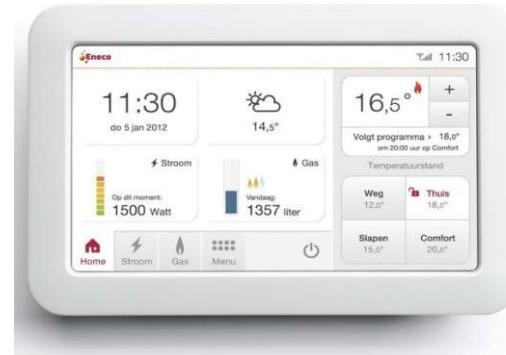 Eneco
11:30
11:30
do 5 jan 2012
14,5°
16,5°
+
-
Volgt programma > 18,0°
om 20:00 uur op Comfort
Stroom
Op dit moment:
1500 Watt
Gas
Vandaag:
1357 liter
Temperatuurstand
Weg
12,0°
Thuis
18,0°
Slapen
15,0°
Comfort
20,0°
Home
Stroom
Gas
Menu